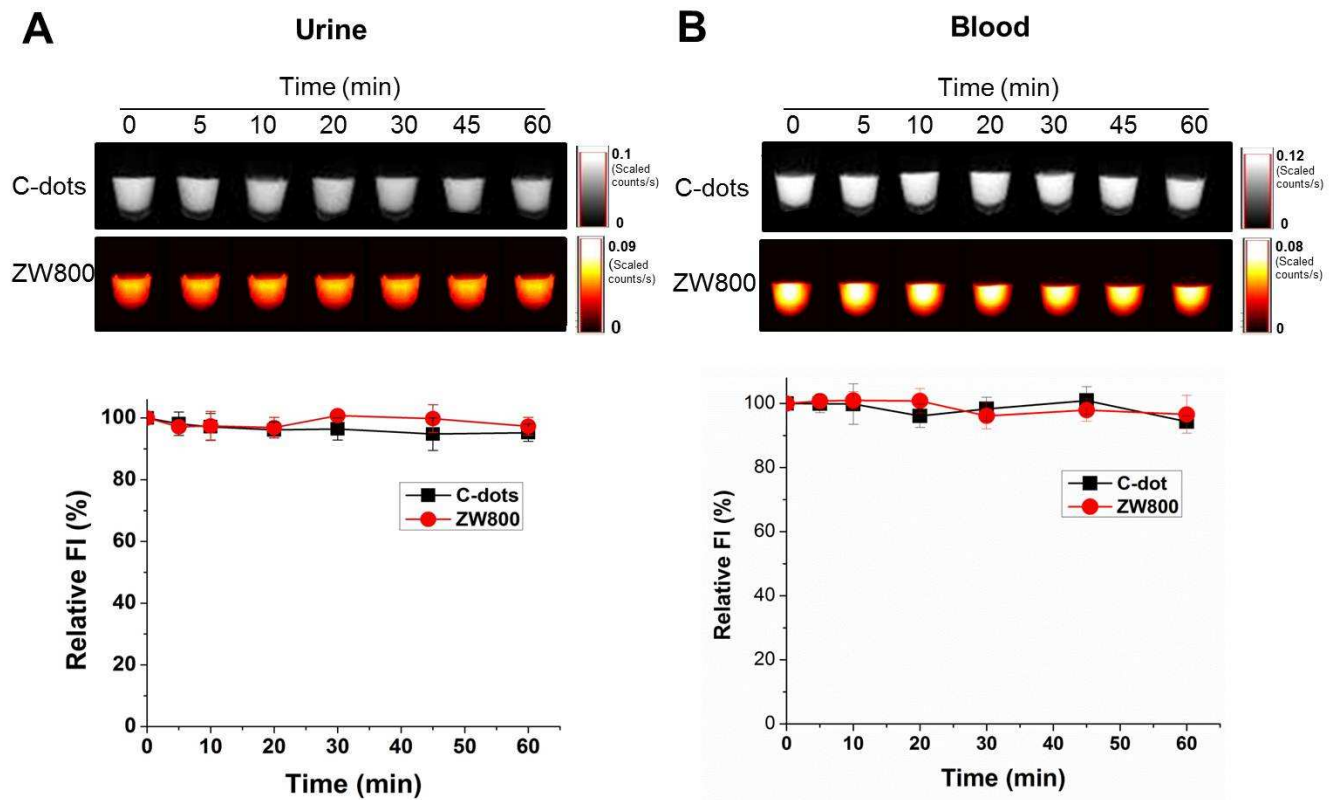 A
Urine
Time (min)
0 5 10 20 30 45 60
C-dots
0.1
(Scaled
counts/s)
0
ZW800
0.09
(Scaled
counts/s)
0
Relative FI (%)
100
80
60
40
20
0
C-dots
ZW800
0 10 20 30 40 50 60
Time (min)
B
Blood
Time (min)
0 5 10 20 30 45 60
C-dots
0.12
(Scaled
counts/s)
0
ZW800
0.08
(Scaled
counts/s)
0
Relative FI (%)
100
80
60
40
20
0
C-dot
ZW800
0 10 20 30 40 50 60
Time (min)